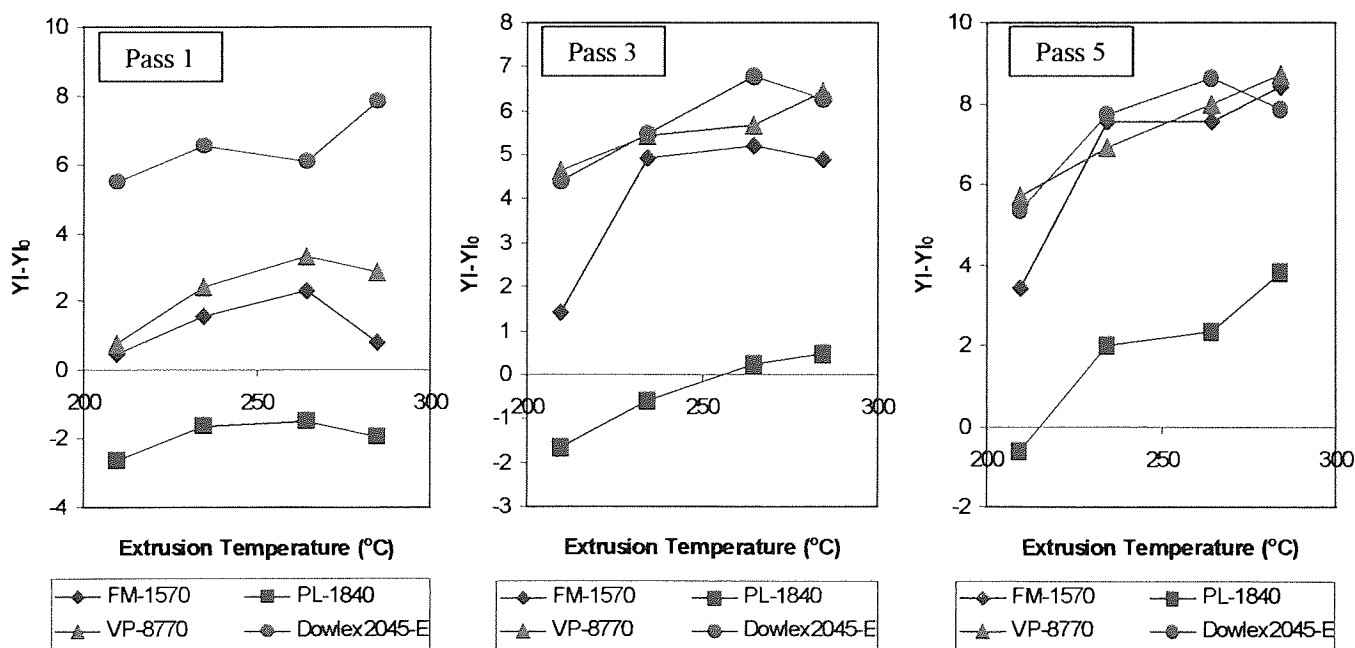 Pass 1
10
8
6
4
2
0
-2
-4
200
250
300
YI-YI₀
Extrusion Temperature (°C)
FM-1570
PL-1840
VP-8770
Dowlex2045-E
Pass 3
8
7
6
5
4
3
2
1
0
-1
-2
-3
200
250
300
YI-YI₀
Extrusion Temperature (°C)
FM-1570
PL-1840
VP-8770
Dowlex2045-E
Pass 5
10
8
6
4
2
0
-2
200
250
300
YI-YI₀
Extrusion Temperature (°C)
FM-1570
PL-1840
VP-8770
Dowlex2045-E